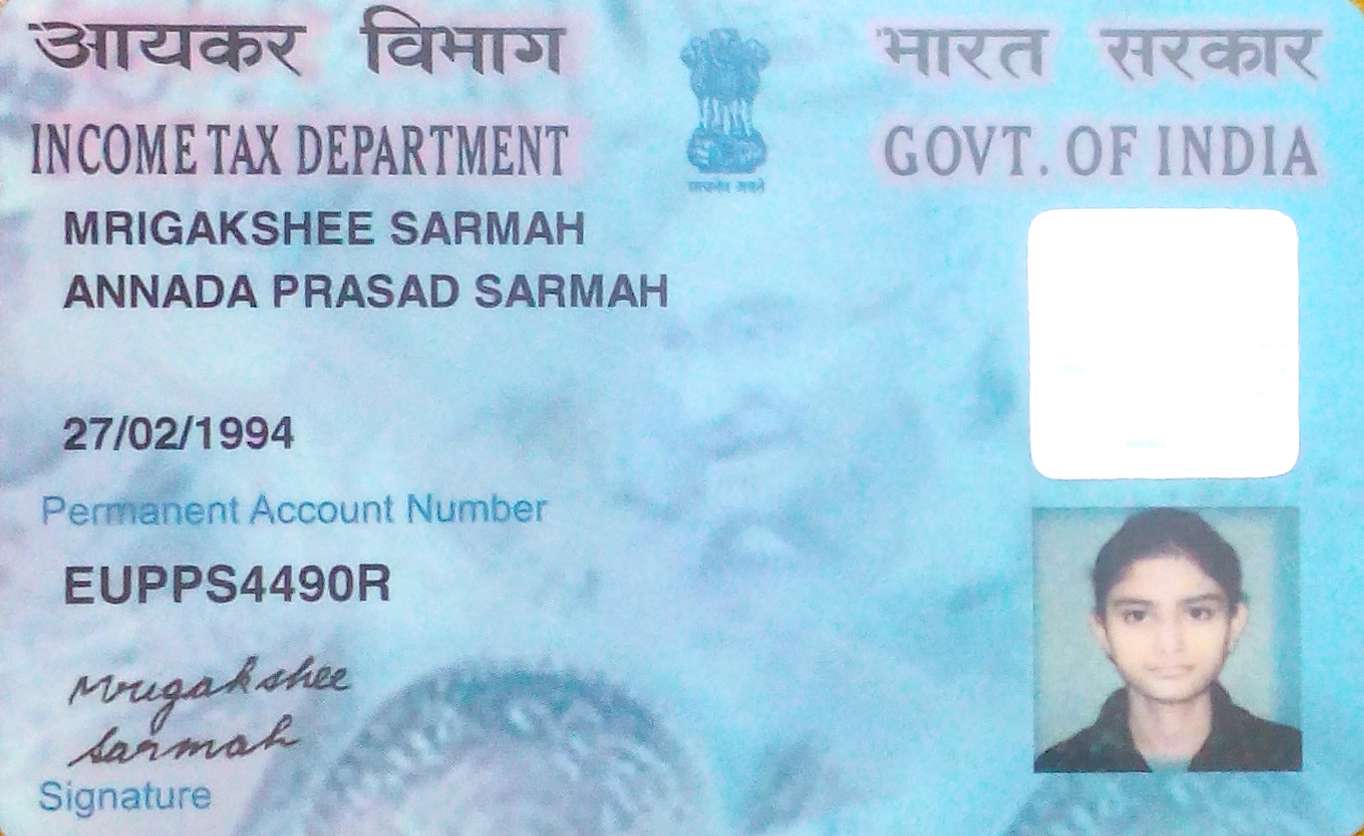 आयकर विभाग
INCOME TAX DEPARTMENT
भारत सरकार
GOVT. OF INDIA
सत्यमेव जयते
MRIGAKSHEE SARMAH
ANNADA PRASAD SARMAH
27/02/1994
Permanent Account Number
EUPPS4490R
Mrigakshee
Sarmah
Signature